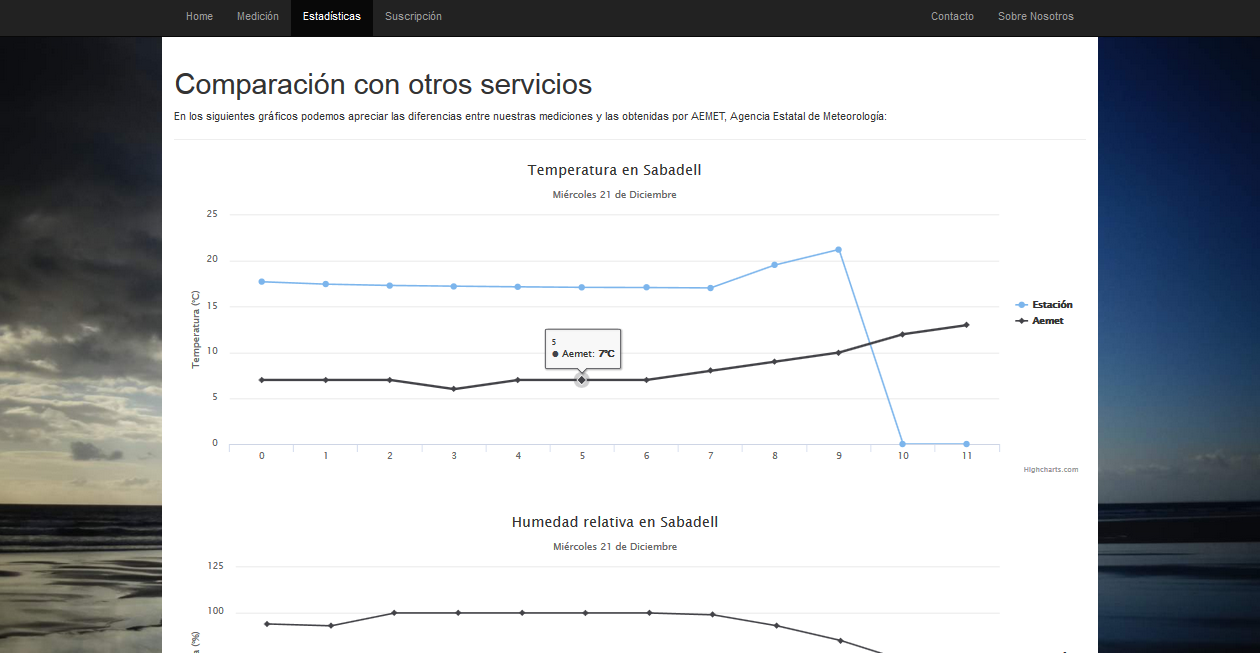 Home Medición Estadísticas Suscripción Contacto Sobre Nosotros
Comparación con otros servicios
En los siguientes gráficos podemos apreciar las diferencias entre nuestras mediciones y las obtenidas por AEMET, Agencia Estatal de Meteorología:
Temperatura en Sabadell
Miércoles 21 de Diciembre
Temperatura (ºC)
25
20
15
10
5
0
5
Aemet: 7ºC
Estación
Aemet
0 1 2 3 4 5 6 7 8 9 10 11
Highcharts.com
Humedad relativa en Sabadell
Miércoles 21 de Diciembre
125
100
(%)